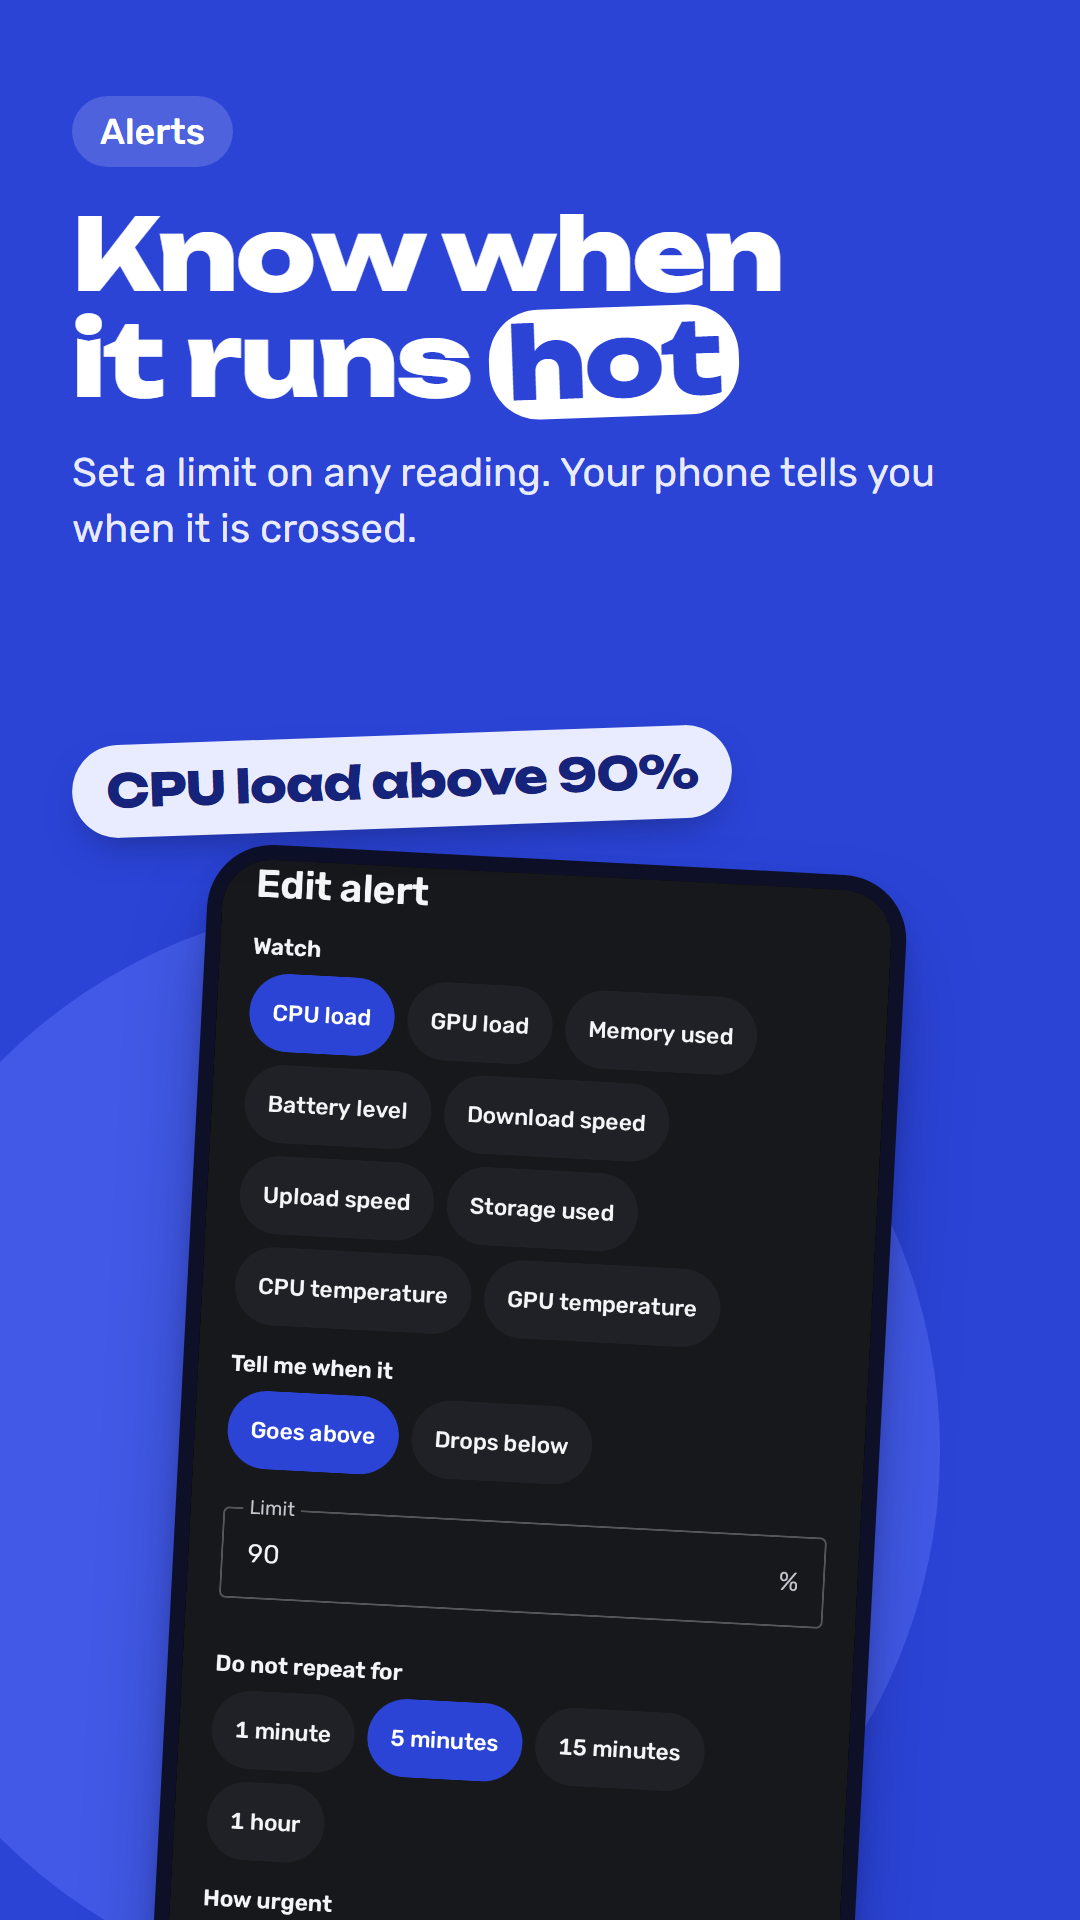 Alerts
Know when
it runs hot
Set a limit on any reading. Your phone tells you
when it is crossed.
CPU load above 90%
Edit alert
Watch
CPU load GPU load Memory used
Battery level Download speed
Upload speed Storage used
CPU temperature GPU temperature
Tell me when it
Goes above Drops below
Limit
90 %
Do not repeat for
1 minute 5 minutes 15 minutes
1 hour
How urgent